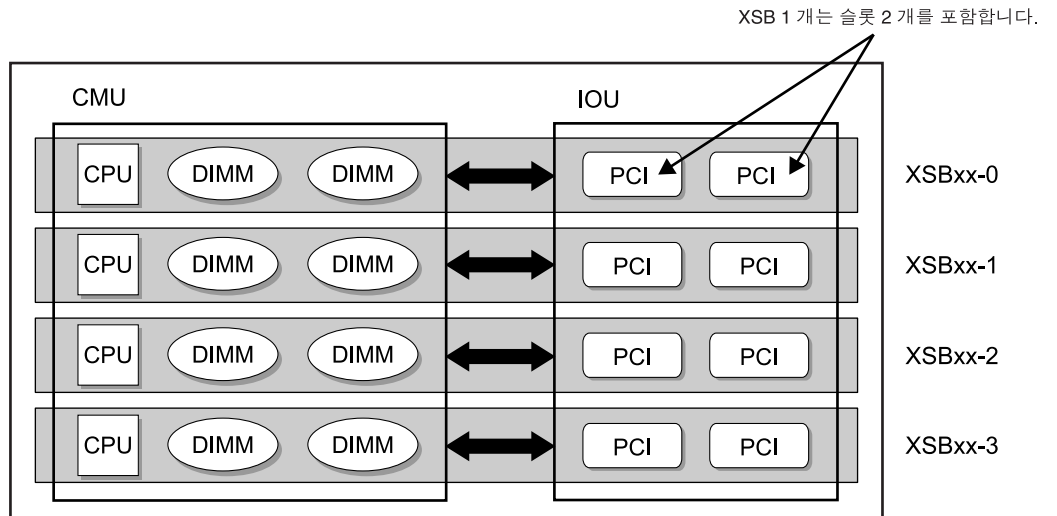 XSB 1 개는 슬롯 2 개를 포함합니다.
CMU IOU
CPU DIMM DIMM PCI PCI XSBxx-0
CPU DIMM DIMM PCI PCI XSBxx-1
CPU DIMM DIMM PCI PCI XSBxx-2
CPU DIMM DIMM PCI PCI XSBxx-3